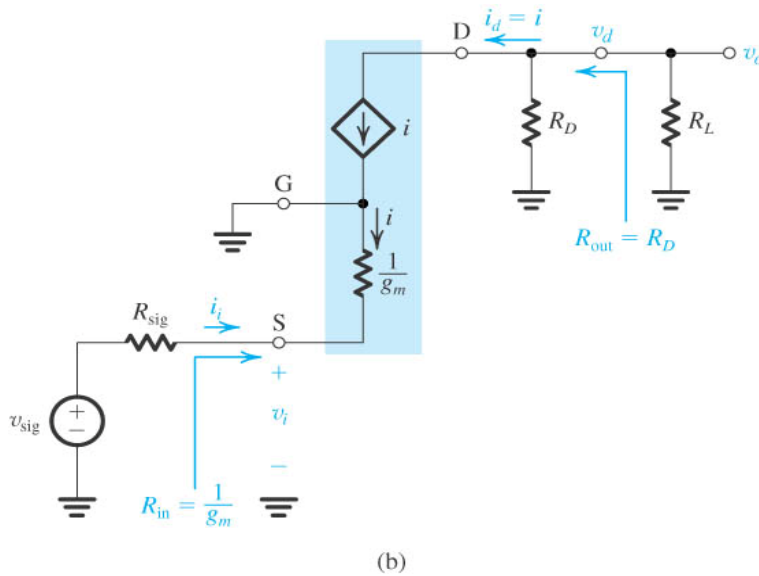 i_d = i
D
v_d
v_o
i
R_D
R_L
G
i
R_out = R_D
1/g_m
R_sig
i_i
S
+
v_sig
+
−
v_i
−
R_in = 1/g_m
(b)